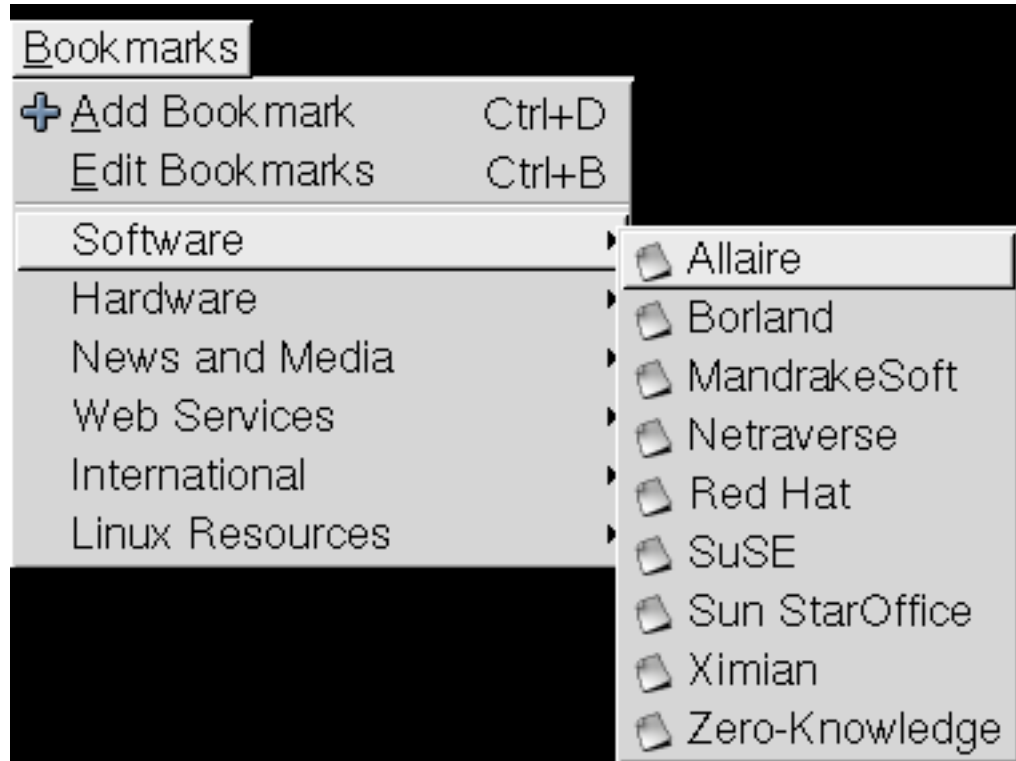 Bookmarks
Add Bookmark Ctrl+D
Edit Bookmarks Ctrl+B
Software
Hardware
News and Media
Web Services
International
Linux Resources
Allaire
Borland
MandrakeSoft
Netraverse
Red Hat
SuSE
Sun StarOffice
Ximian
Zero-Knowledge